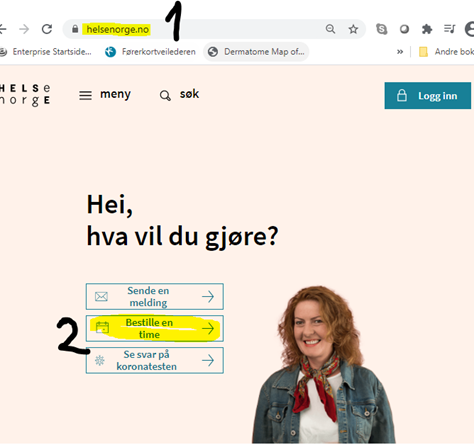 1
helsenorge.no
Enterprise Startside...
Førerkortveilederen
Dermatome Map of...
»
Andre bok
HELSe
norgE
meny
søk
Logg inn
Hei,
hva vil du gjøre?
Sende en
melding
2
Bestille en
time
Se svar på
koronatesten